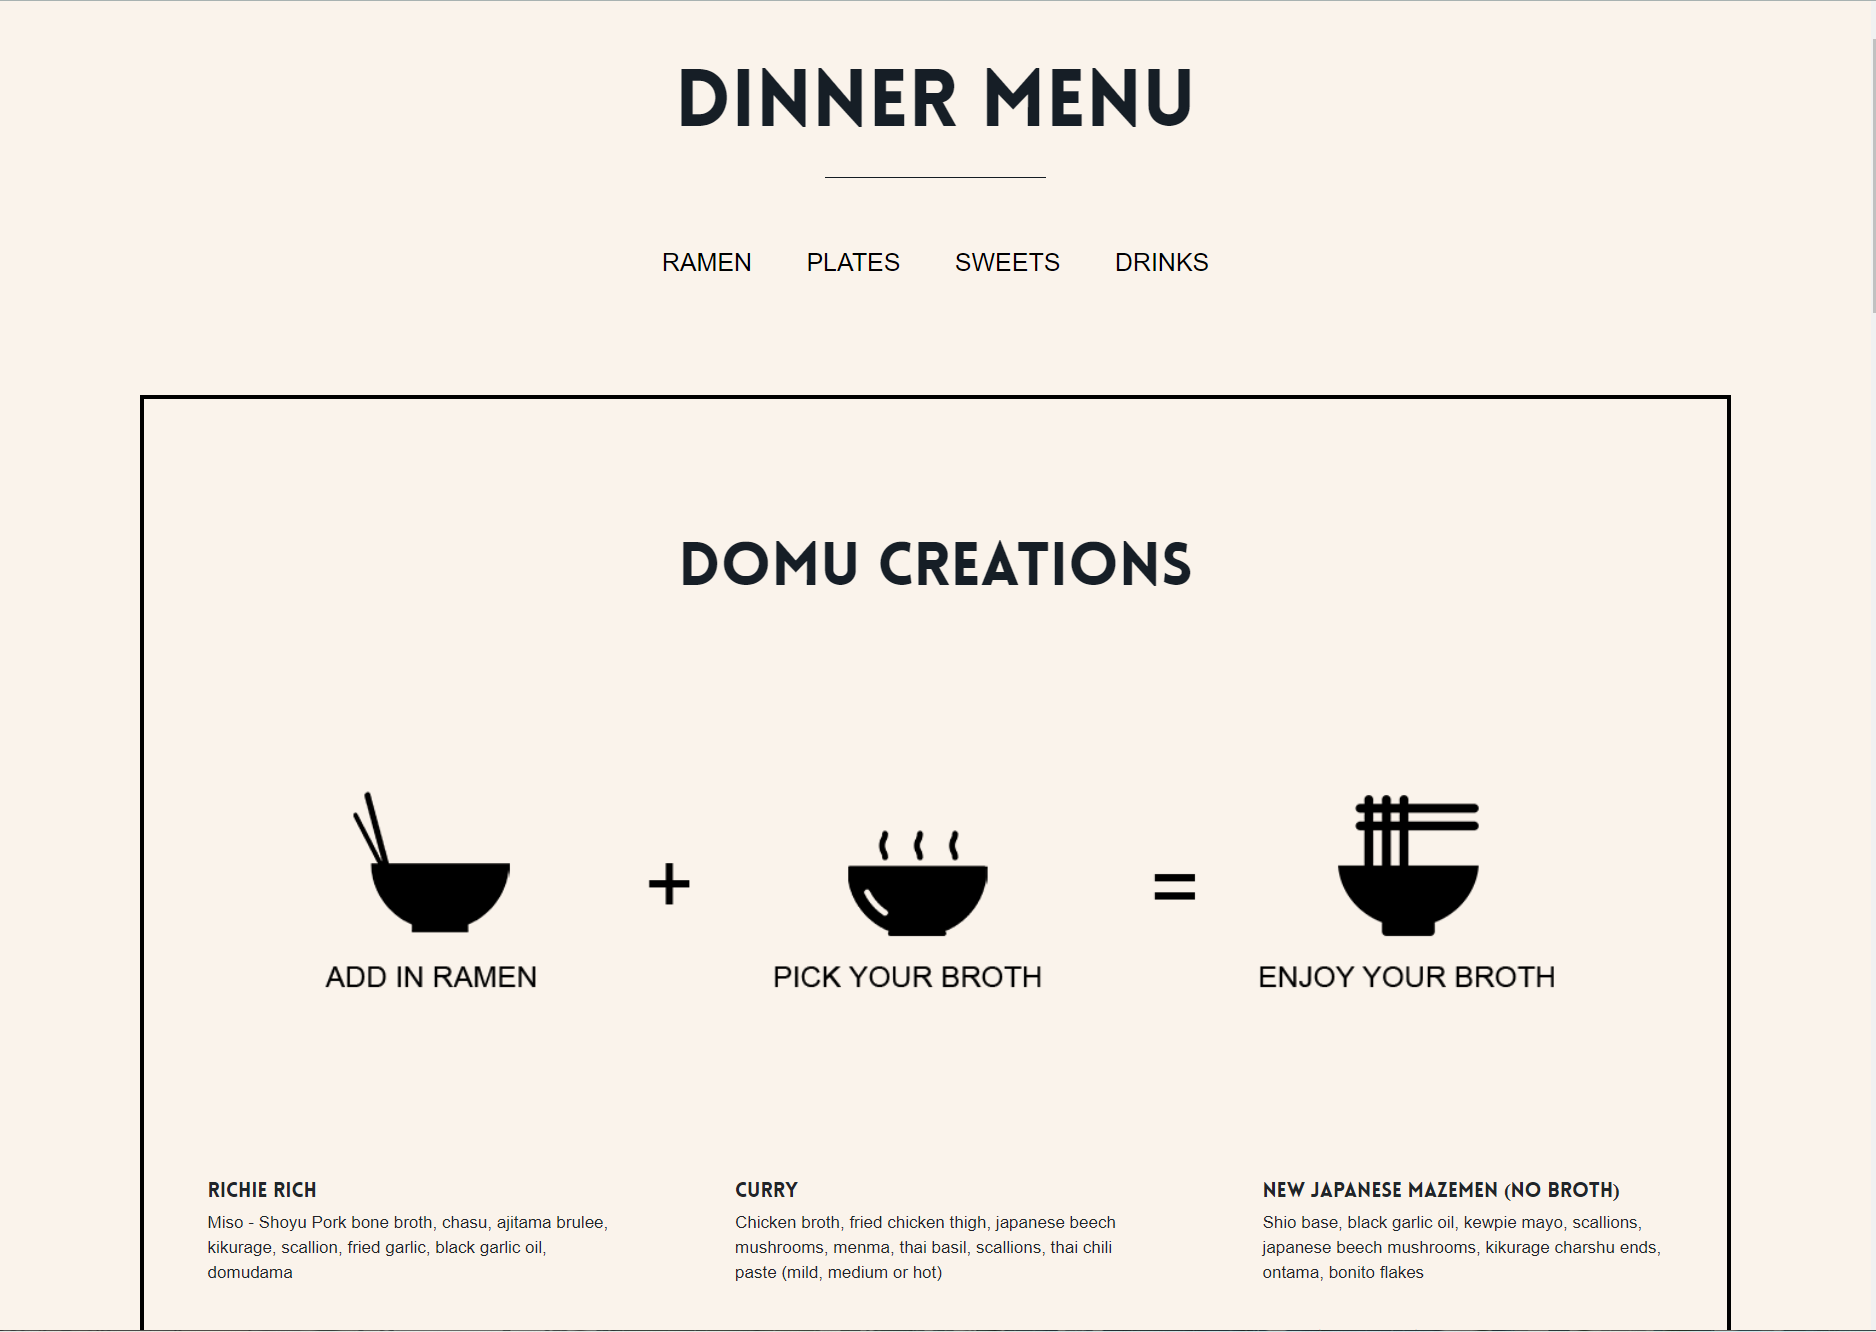 DINNER MENU
RAMEN PLATES SWEETS DRINKS
DOMU CREATIONS
+ =
ADD IN RAMEN PICK YOUR BROTH ENJOY YOUR BROTH
RICHIE RICH
Miso - Shoyu Pork bone broth, chasu, ajitama brulee,
kikurage, scallion, fried garlic, black garlic oil,
domudama
CURRY
Chicken broth, fried chicken thigh, japanese beech
mushrooms, menma, thai basil, scallions, thai chili
paste (mild, medium or hot)
NEW JAPANESE MAZEMEN (NO BROTH)
Shio base, black garlic oil, kewpie mayo, scallions,
japanese beech mushrooms, kikurage charshu ends,
ontama, bonito flakes